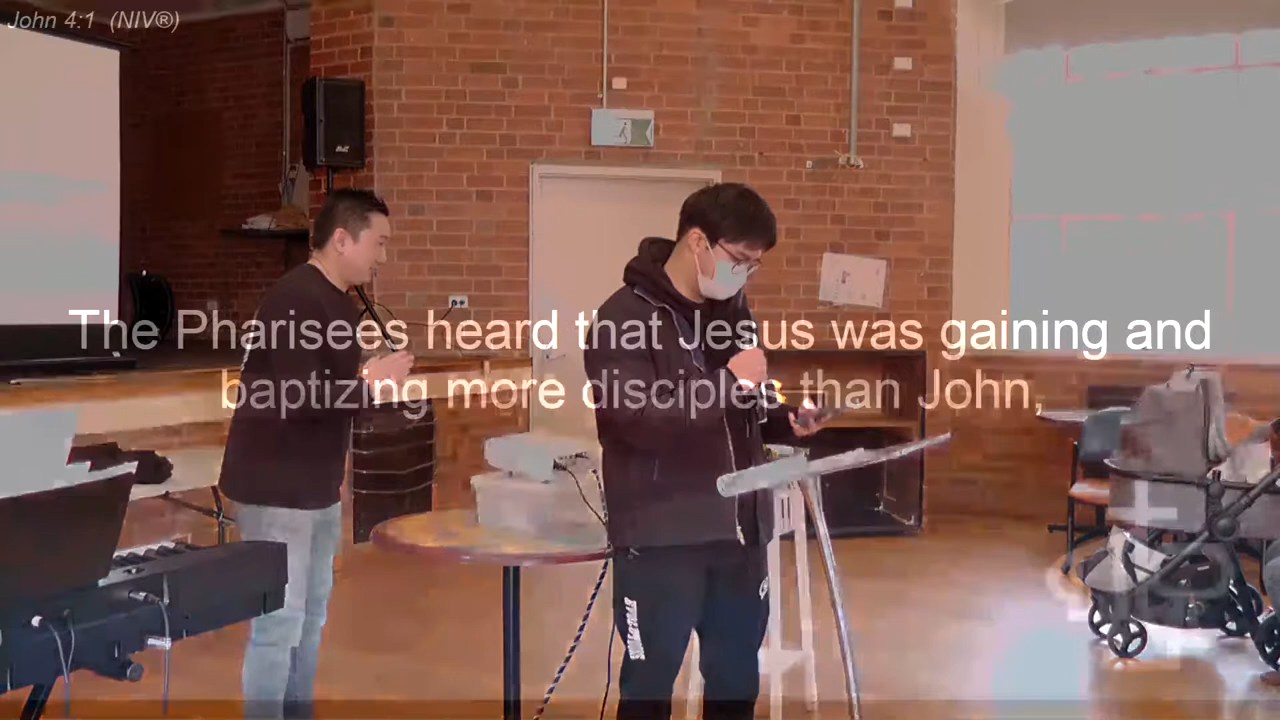 John 4:1 (NIV®)
The Pharisees heard that Jesus was gaining and
baptizing more disciples than John,